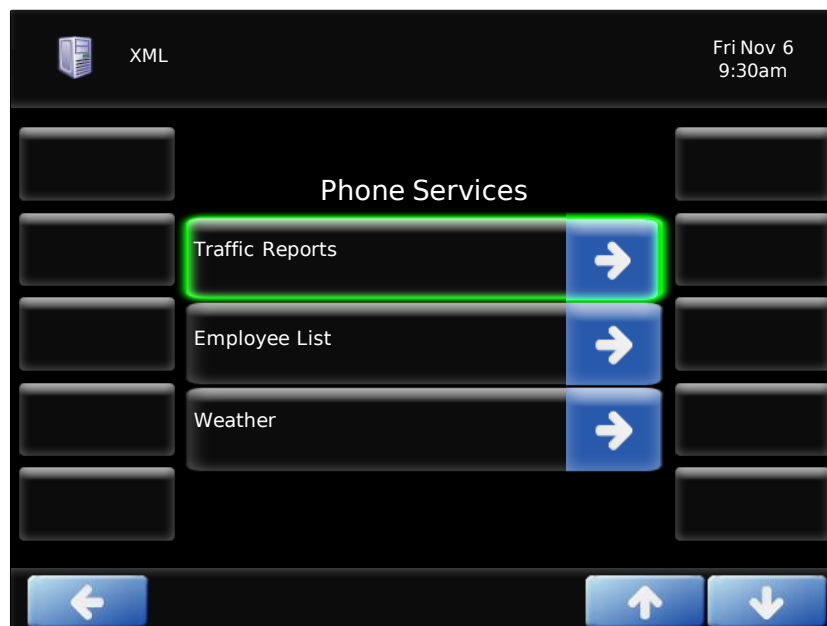 XML
Fri Nov 6
9:30am
Phone Services
Traffic Reports
Employee List
Weather